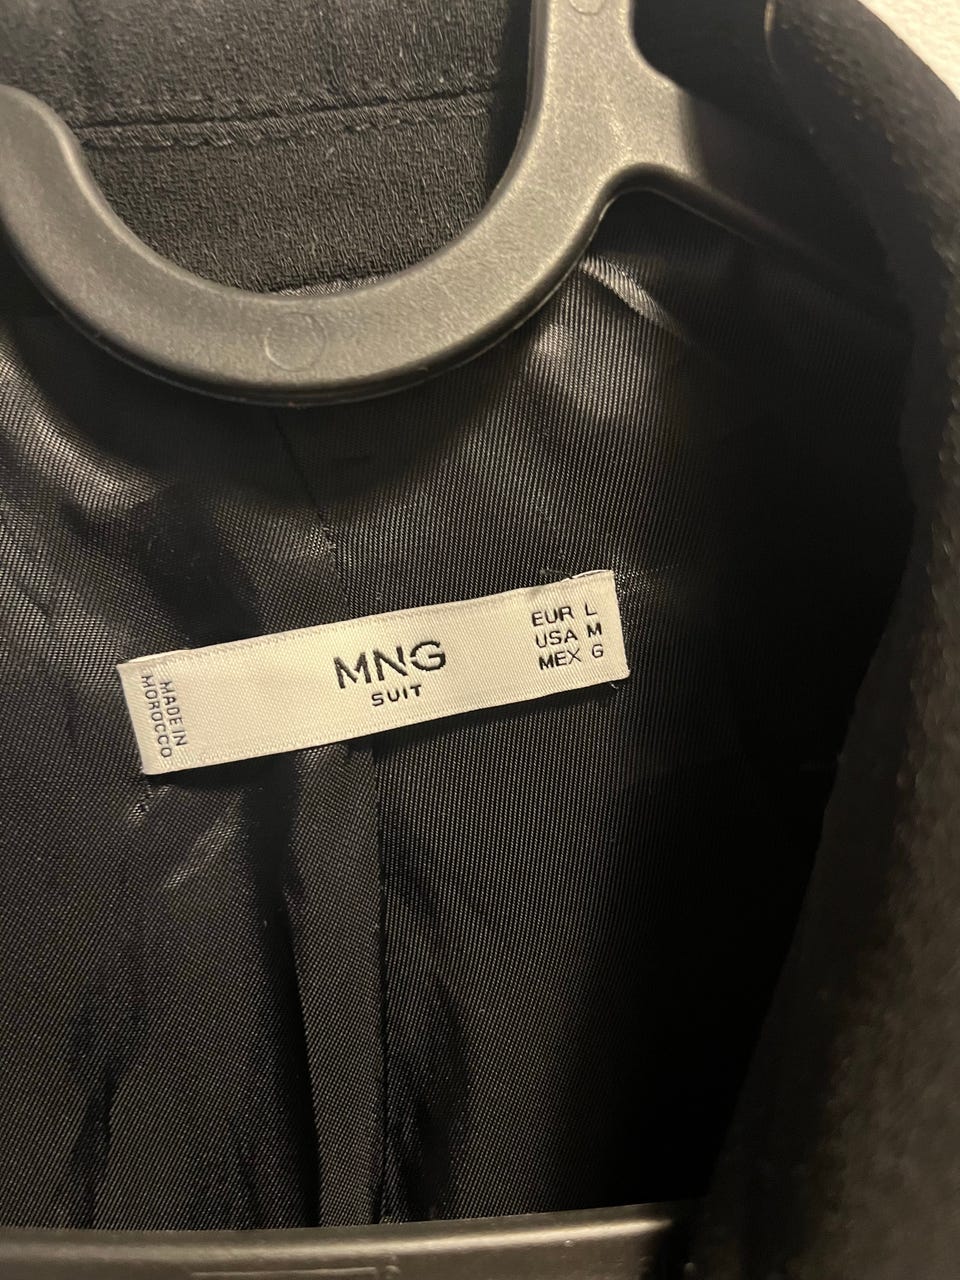 MNG
SUIT
EUR L
USA M
MEX G
MADE IN
MOROCCO